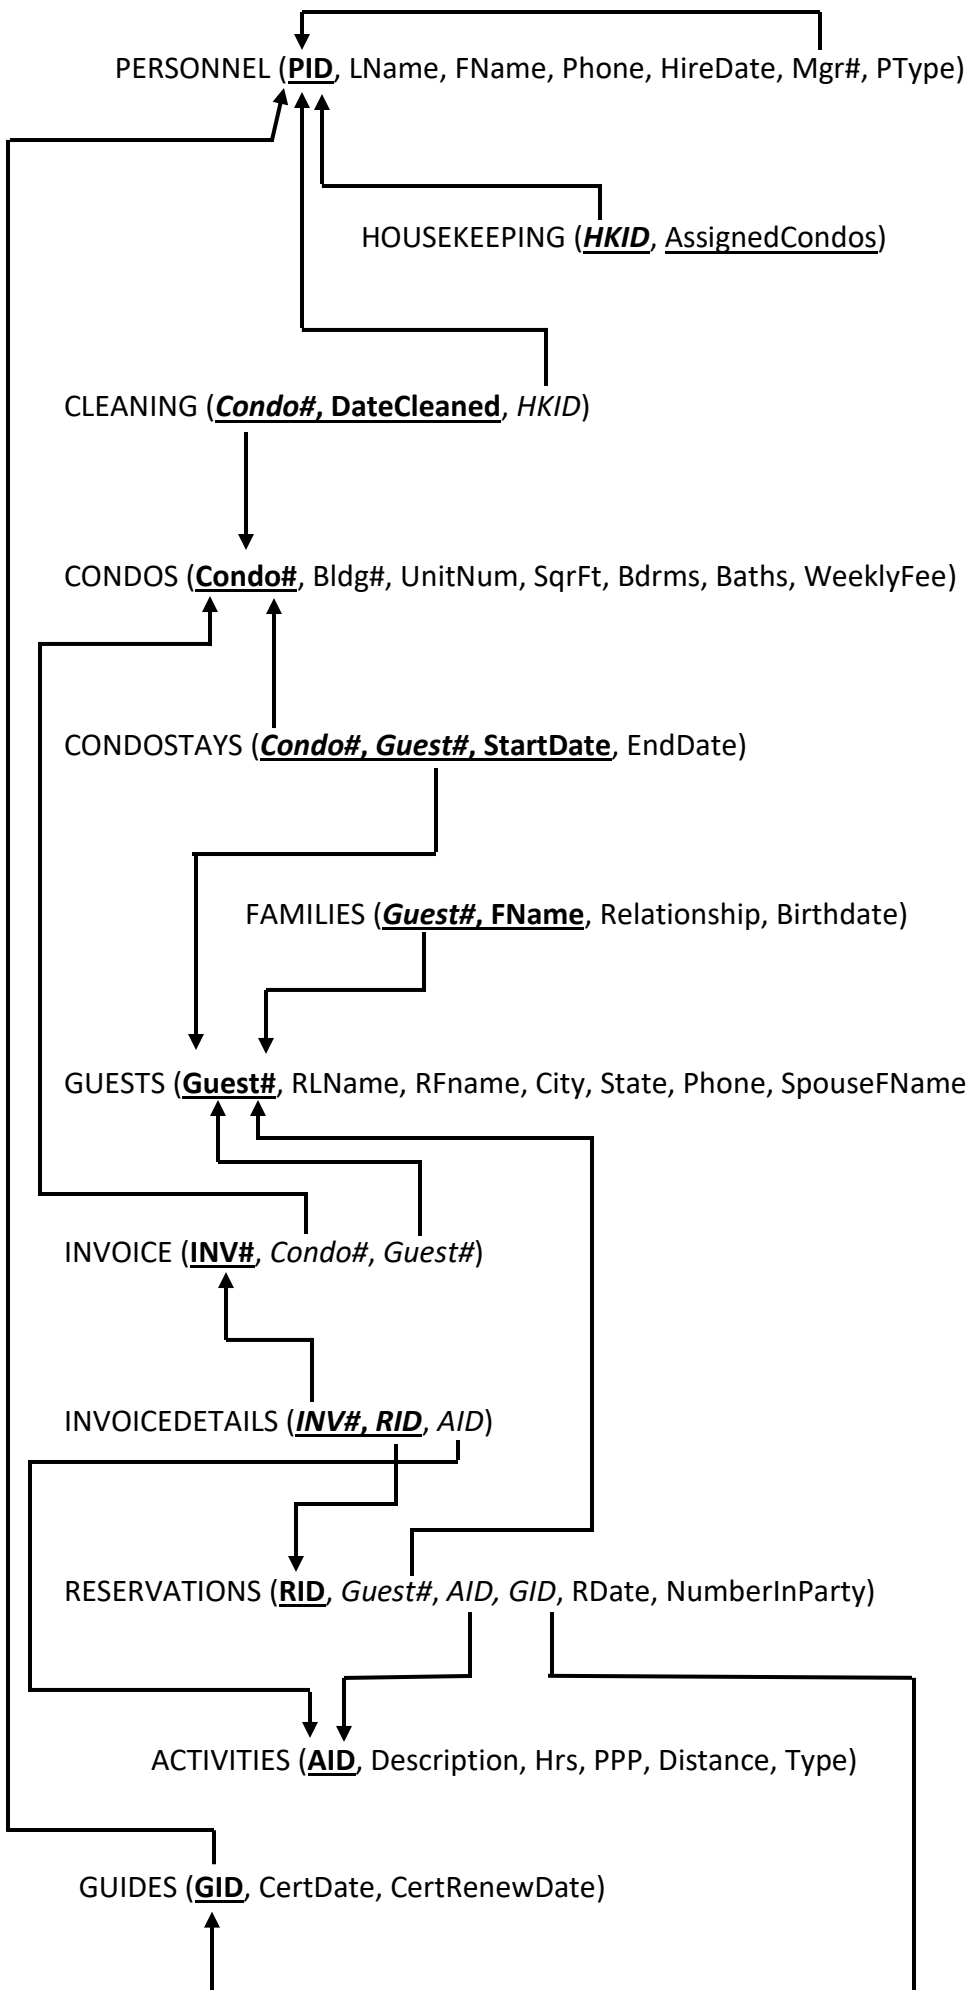 PERSONNEL (PID, LName, FName, Phone, HireDate, Mgr#, PType)
HOUSEKEEPING (HKID, AssignedCondos)
CLEANING (Condo#, DateCleaned, HKID)
CONDOS (Condo#, Bldg#, UnitNum, SqrFt, Bdrms, Baths, WeeklyFee)
CONDOSTAYS (Condo#, Guest#, StartDate, EndDate)
FAMILIES (Guest#, FName, Relationship, Birthdate)
GUESTS (Guest#, RLName, RFname, City, State, Phone, SpouseFName
INVOICE (INV#, Condo#, Guest#)
INVOICEDETAILS (INV#, RID, AID)
RESERVATIONS (RID, Guest#, AID, GID, RDate, NumberInParty)
ACTIVITIES (AID, Description, Hrs, PPP, Distance, Type)
GUIDES (GID, CertDate, CertRenewDate)